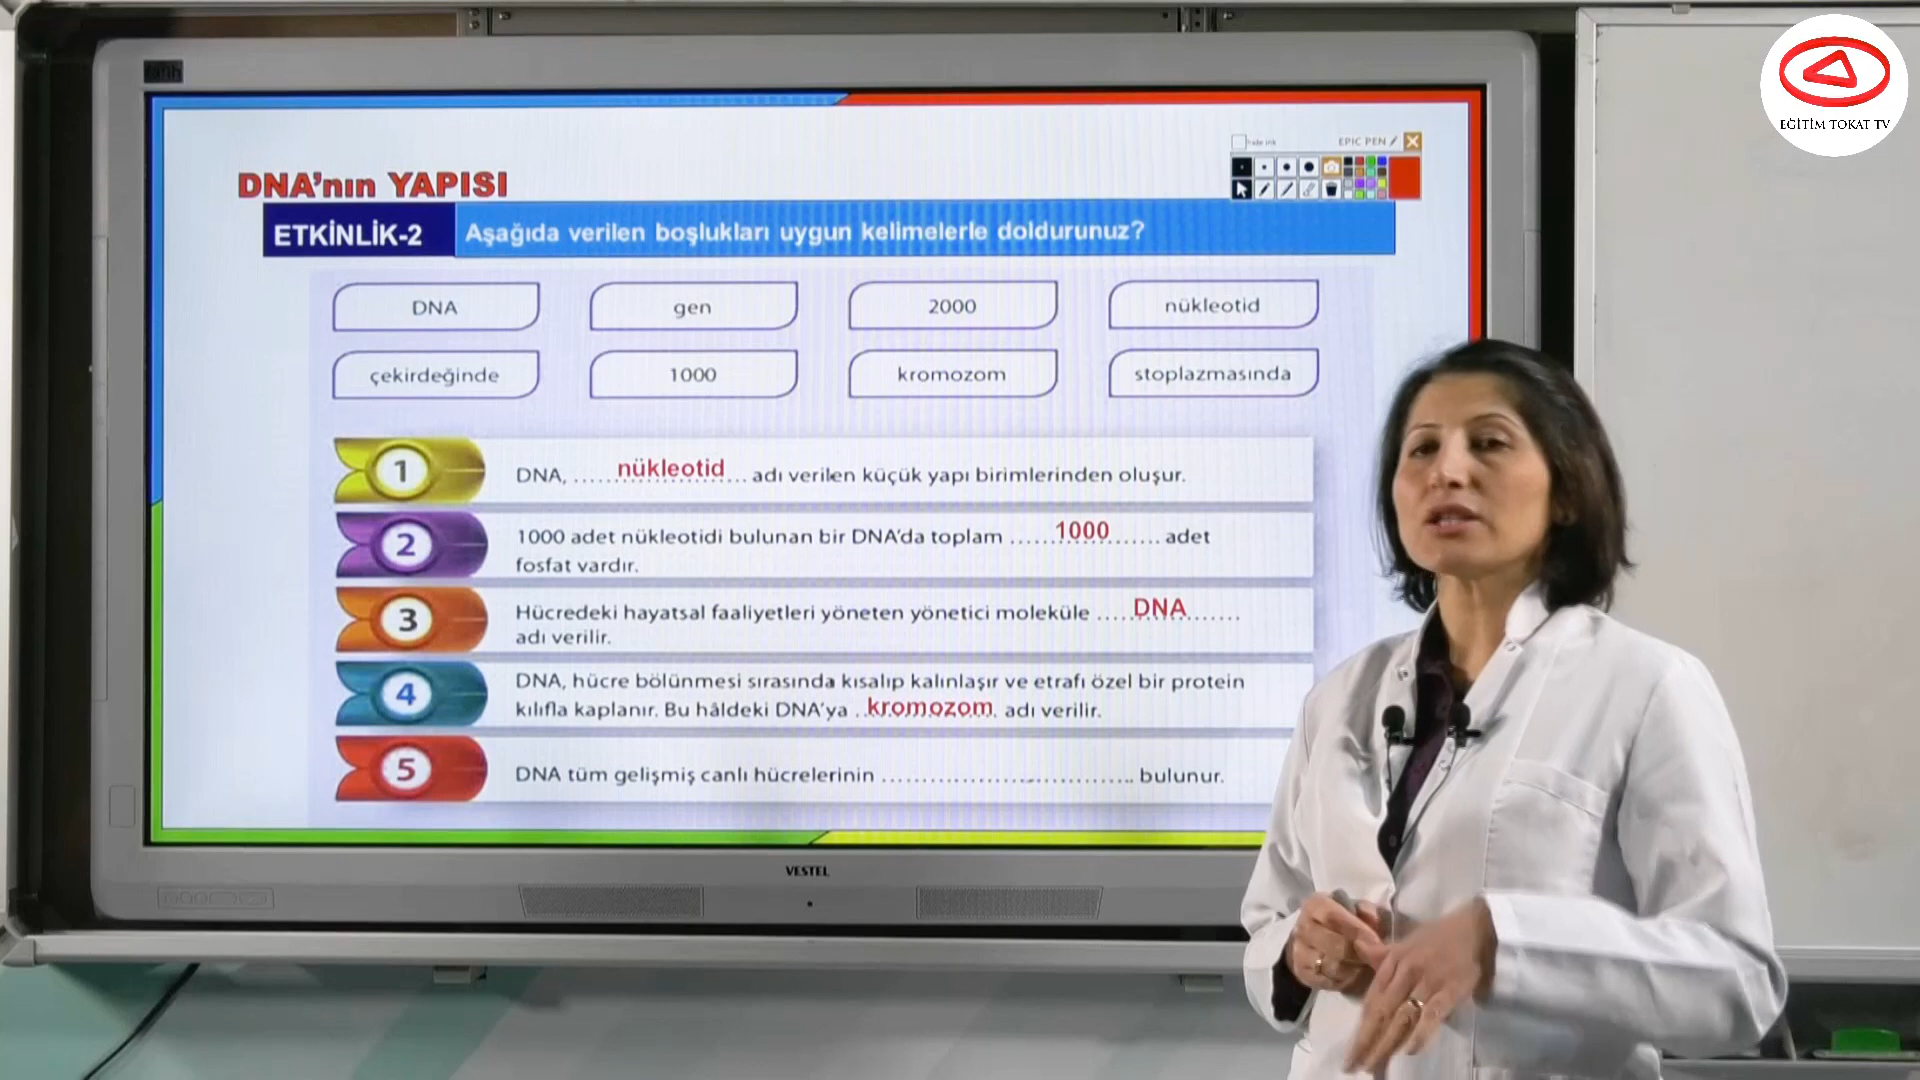 fatih
EĞİTİM TOKAT TV
hide ink
EPIC PEN
DNA’nın YAPISI
ETKİNLİK-2
Aşağıda verilen boşlukları uygun kelimelerle doldurunuz?
DNA
gen
2000
nükleotid
çekirdeğinde
1000
kromozom
stoplazmasında
1
DNA, ......nükleotid... adı verilen küçük yapı birimlerinden oluşur.
2
1000 adet nükleotidi bulunan bir DNA’da toplam ......1000...... adet
fosfat vardır.
3
Hücredeki hayatsal faaliyetleri yöneten yönetici moleküle ....DNA......
adı verilir.
4
DNA, hücre bölünmesi sırasında kısalıp kalınlaşır ve etrafı özel bir protein
kılıfla kaplanır. Bu hâldeki DNA’ya .kromozom. adı verilir.
5
DNA tüm gelişmiş canlı hücrelerinin .............................. bulunur.
VESTEL